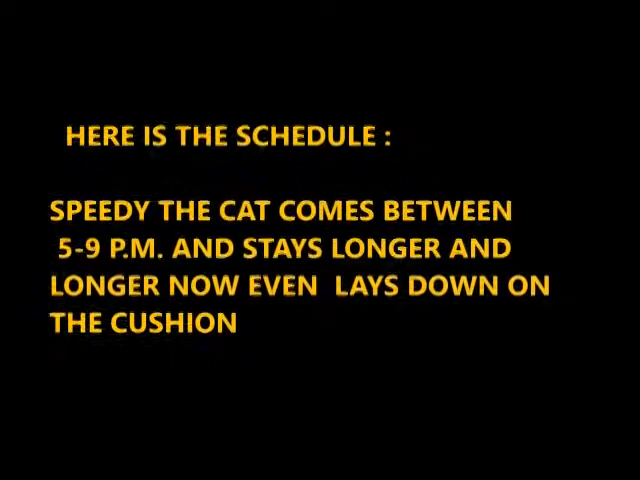 HERE IS THE SCHEDULE :
SPEEDY THE CAT COMES BETWEEN
5-9 P.M. AND STAYS LONGER AND
LONGER NOW EVEN LAYS DOWN ON
THE CUSHION